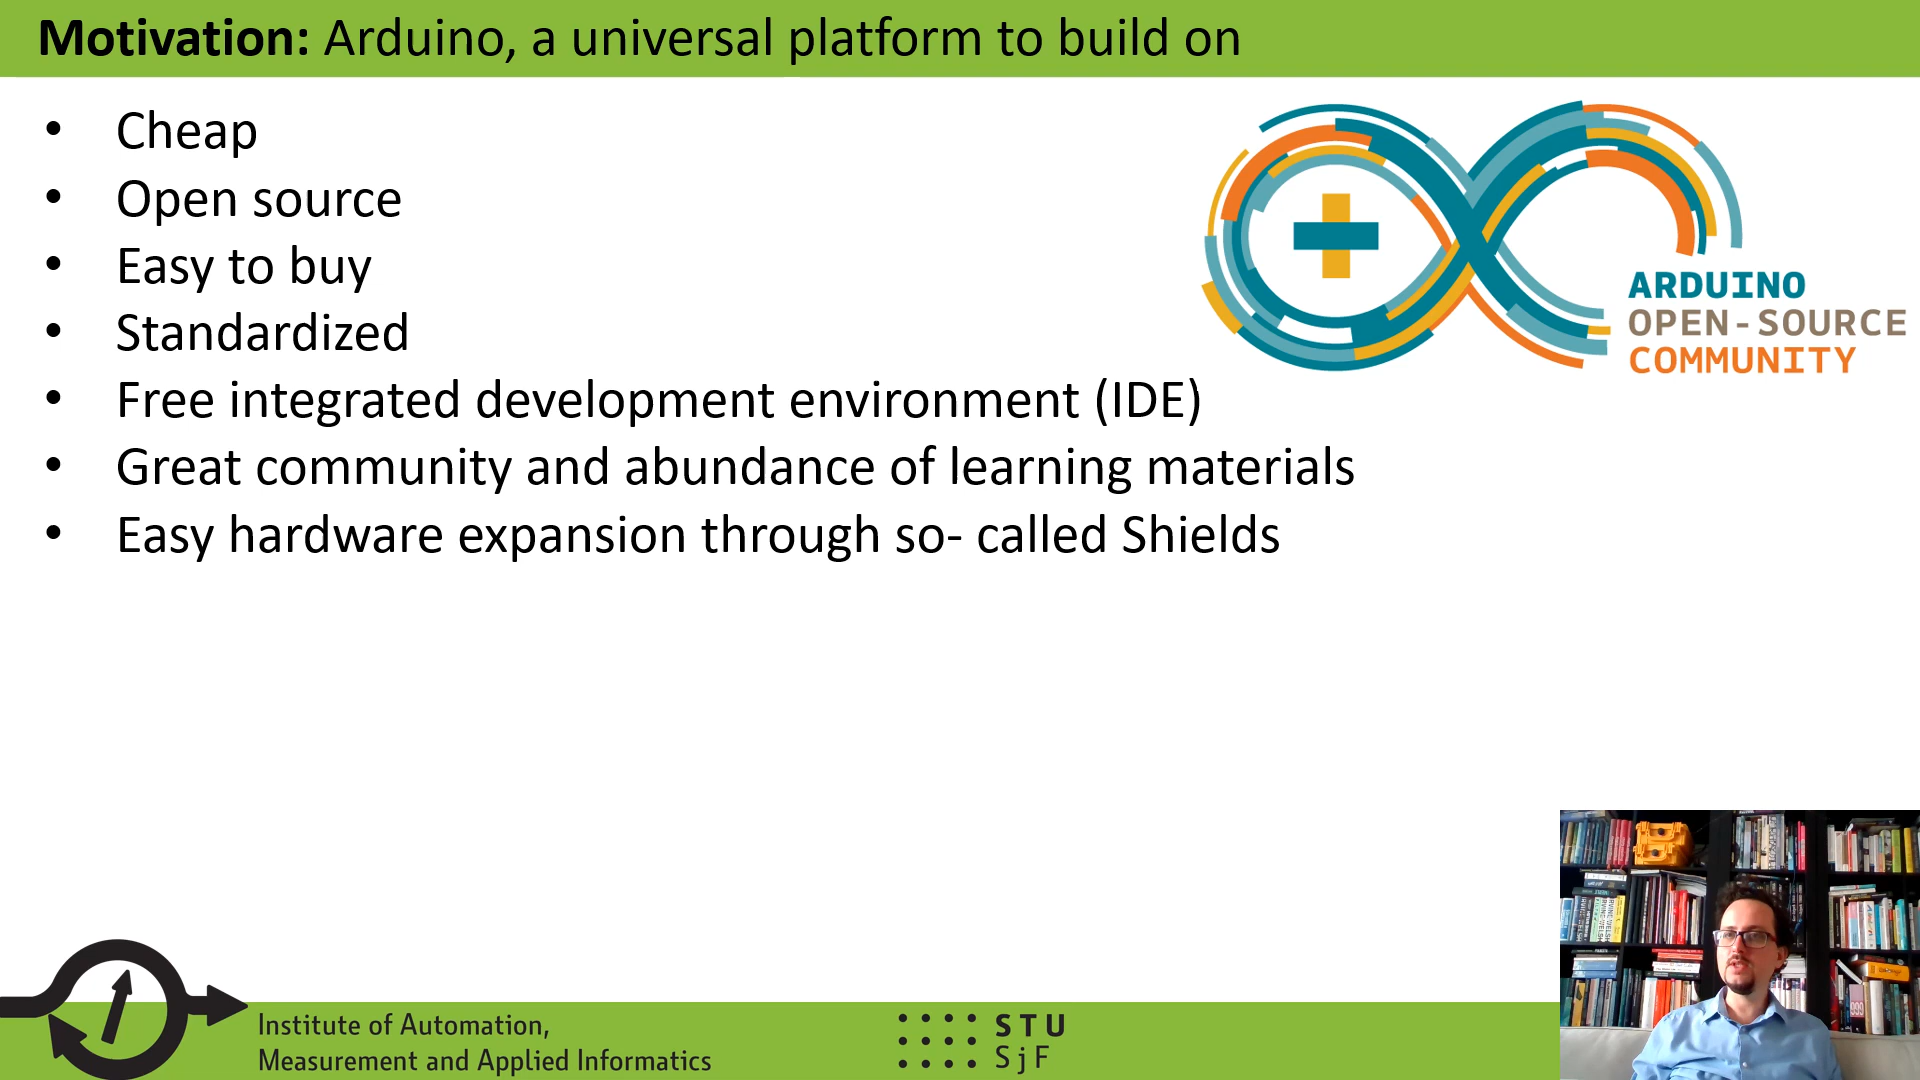 Motivation: Arduino, a universal platform to build on
• Cheap
• Open source
• Easy to buy
• Standardized
• Free integrated development environment (IDE)
• Great community and abundance of learning materials
• Easy hardware expansion through so- called Shields
ARDUINO
OPEN-SOURCE
COMMUNITY
Institute of Automation,
Measurement and Applied Informatics
STU
SjF